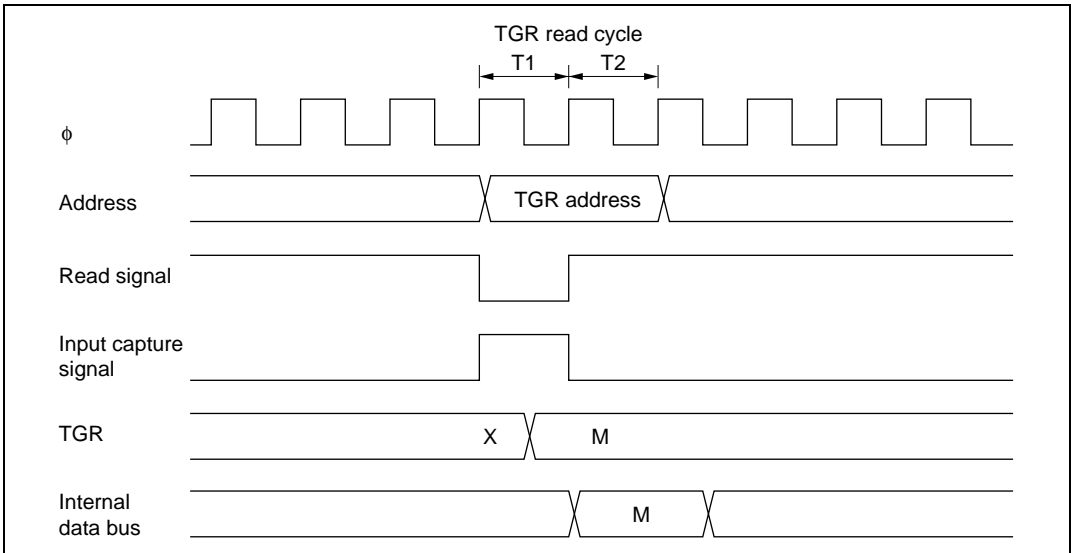 TGR read cycle
T1 T2
ϕ
Address
TGR address
Read signal
Input capture
signal
TGR
X M
Internal
data bus
M